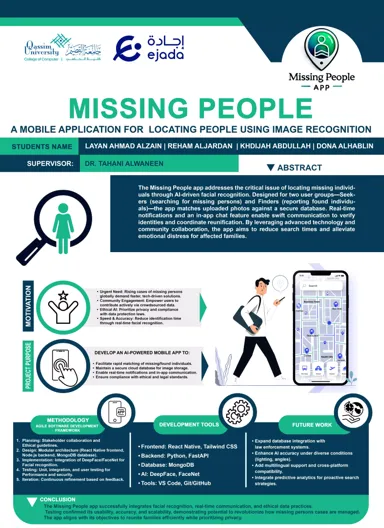 Qassim
University
College of Computer
إجادة
ejada
Missing People
APP
MISSING PEOPLE
A MOBILE APPLICATION FOR LOCATING PEOPLE USING IMAGE RECOGNITION
STUDENTS NAME
LAYAN AHMAD ALZAIN | REHAM ALJARDAN | KHDIJAH ABDULLAH | DONA ALHABLIN
SUPERVISOR:
DR. TAHANI ALWANEEN
ABSTRACT
The Missing People app addresses the critical issue of locating missing individ-
uals through AI-driven facial recognition. Designed for two user groups—Seek-
ers (searching for missing persons) and Finders (reporting found individu-
als)—the app matches uploaded photos against a secure database. Real-time
notifications and an in-app chat feature enable swift communication to verify
identities and coordinate reunification. By leveraging advanced technology and
community collaboration, the app aims to reduce search times and alleviate
emotional distress for affected families.
MOTIVATION
• Urgent Need: Rising cases of missing persons
globally demand faster, tech-driven solutions.
• Community Engagement: Empower users to
contribute actively via crowdsourced data.
• Ethical AI: Prioritize privacy and compliance
with data protection laws.
• Speed & Accuracy: Reduce identification time
through real-time facial recognition.
PROJECT PURPOSE
DEVELOP AN AI-POWERED MOBILE APP TO:
• Facilitate rapid matching of missing/found individuals.
• Maintain a secure cloud database for image storage.
• Enable real-time notifications and in-app communication.
• Ensure compliance with ethical and legal standards.
METHODOLOGY
AGILE SOFTWARE DEVELOPMENT
FRAMEWORK
1. Planning: Stakeholder collaboration and
Ethical guidelines.
2. Design: Modular architecture (React Native frontend,
Node.js backend, MongoDB database).
3. Implementation: Integration of DeepFace/FaceNet for
Facial recognition.
4. Testing: Unit, integration, and user testing for
Performance and security.
5. Iteration: Continuous refinement based on feedback.
DEVELOPMENT TOOLS
• Frontend: React Native, Tailwind CSS
• Backend: Python, FastAPI
• Database: MongoDB
• AI: DeepFace, FaceNet
• Tools: VS Code, Git/GitHub
FUTURE WORK
• Expand database integration with
law enforcement systems.
• Enhance AI accuracy under diverse conditions
(lighting, angles).
• Add multilingual support and cross-platform
compatibility.
• Integrate predictive analytics for proactive search
strategies.
CONCLUSION
The Missing People app successfully integrates facial recognition, real-time communication, and ethical data practices.
Testing confirmed its usability, accuracy, and scalability, demonstrating potential to revolutionize how missing persons cases are managed.
The app aligns with its objectives to reunite families efficiently while prioritizing privacy.